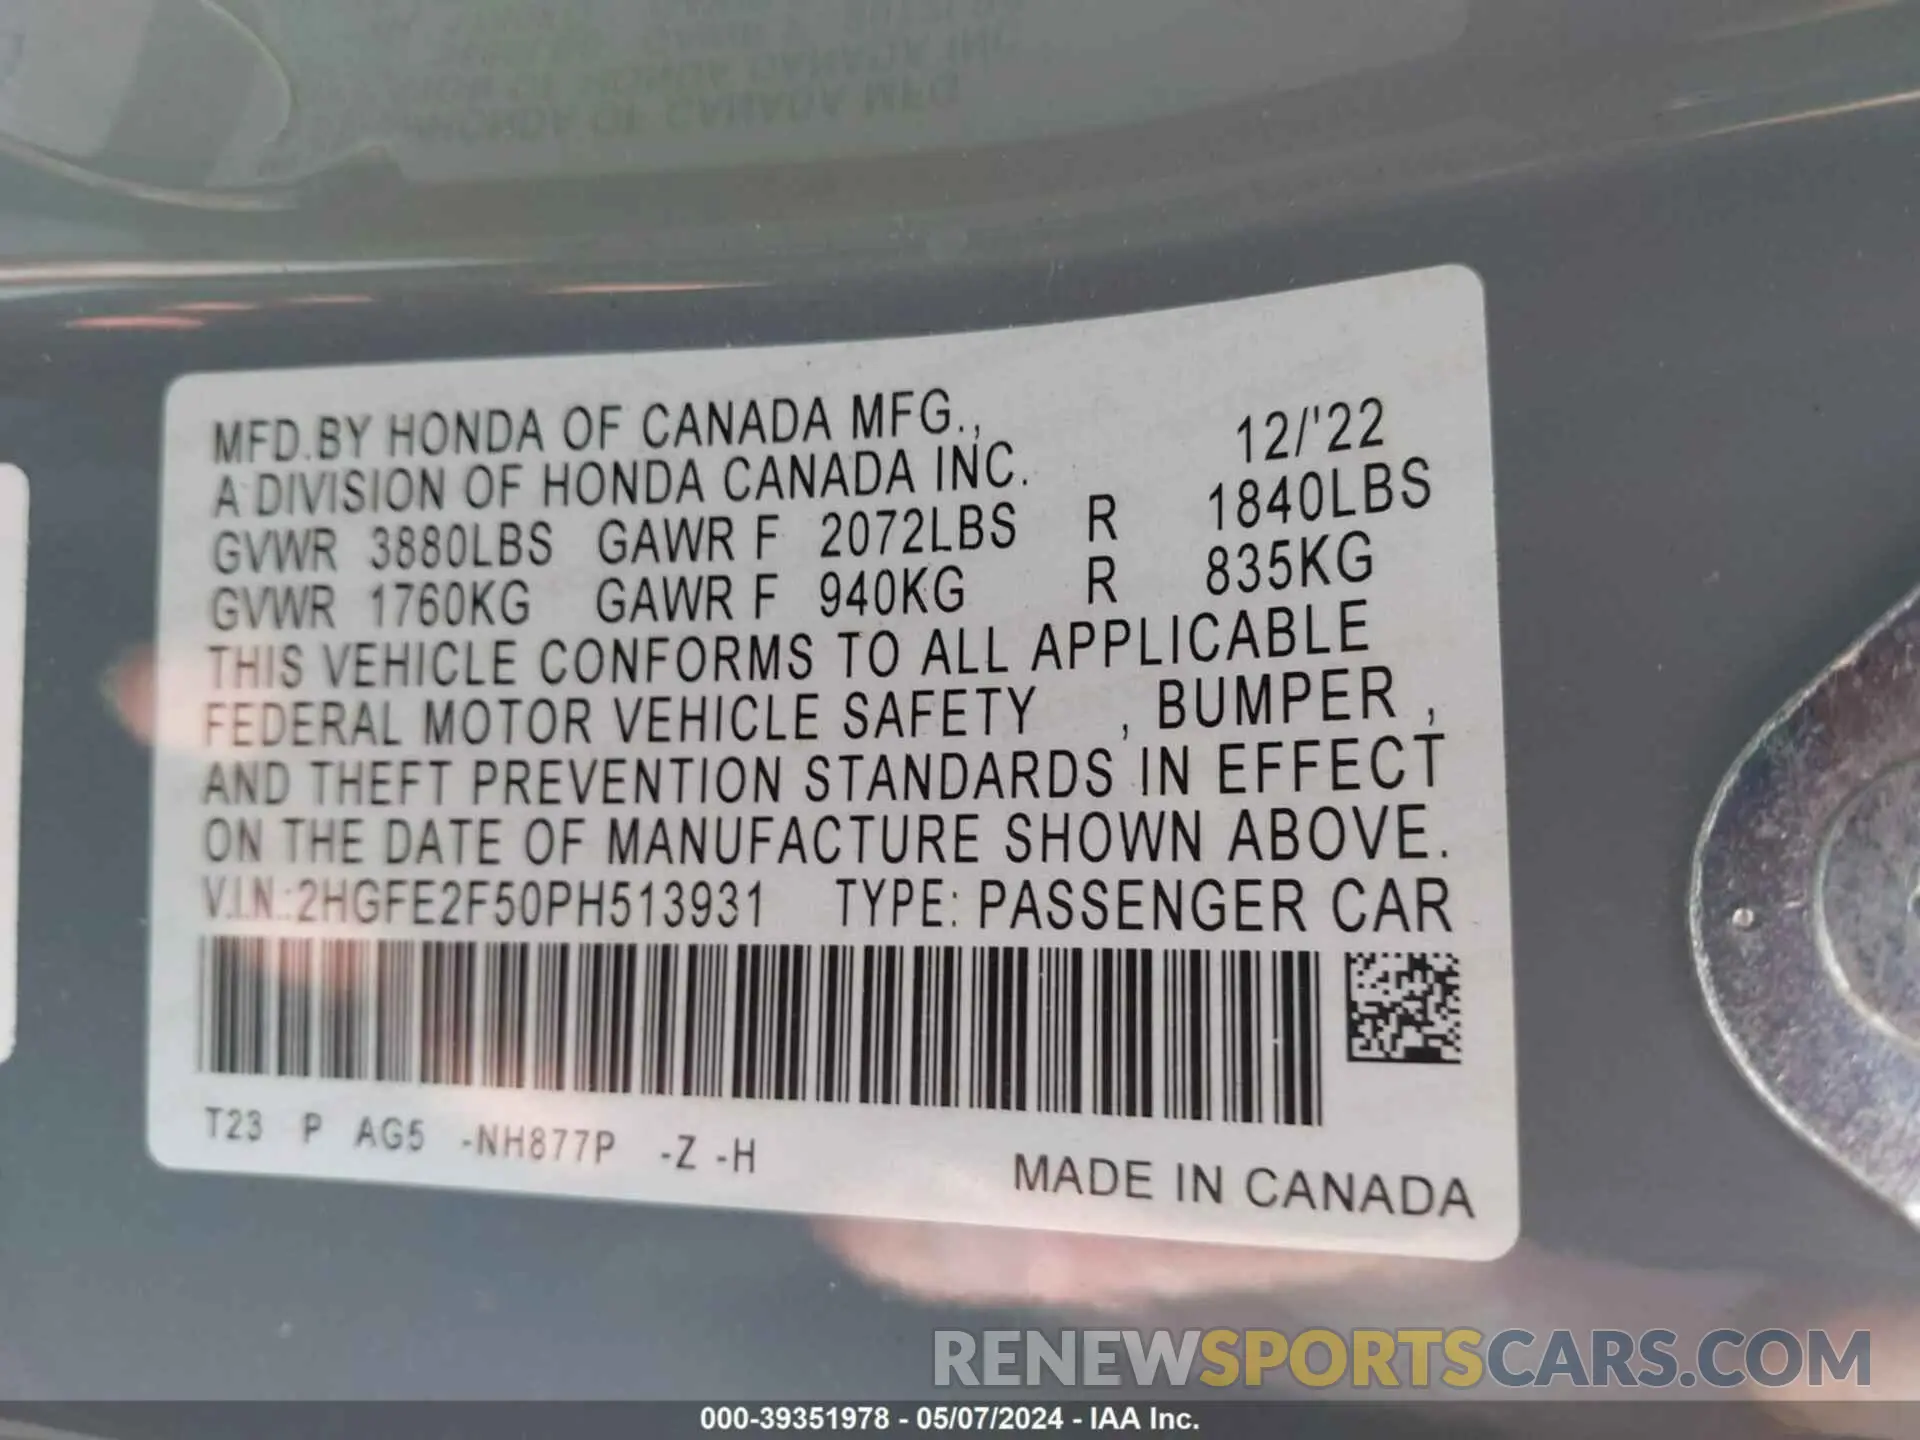 MFD.BY HONDA OF CANADA MFG., 12/'22
A DIVISION OF HONDA CANADA INC.
GVWR 3880LBS GAWR F 2072LBS R 1840LBS
GVWR 1760KG GAWR F 940KG R 835KG
THIS VEHICLE CONFORMS TO ALL APPLICABLE
FEDERAL MOTOR VEHICLE SAFETY , BUMPER ,
AND THEFT PREVENTION STANDARDS IN EFFECT
ON THE DATE OF MANUFACTURE SHOWN ABOVE.
V.I.N.:2HGFE2F50PH513931 TYPE: PASSENGER CAR
T23 P AG5 -NH877P -Z -H
MADE IN CANADA
RENEWSPORTSCARS.COM
000-39351978 - 05/07/2024 - IAA Inc.